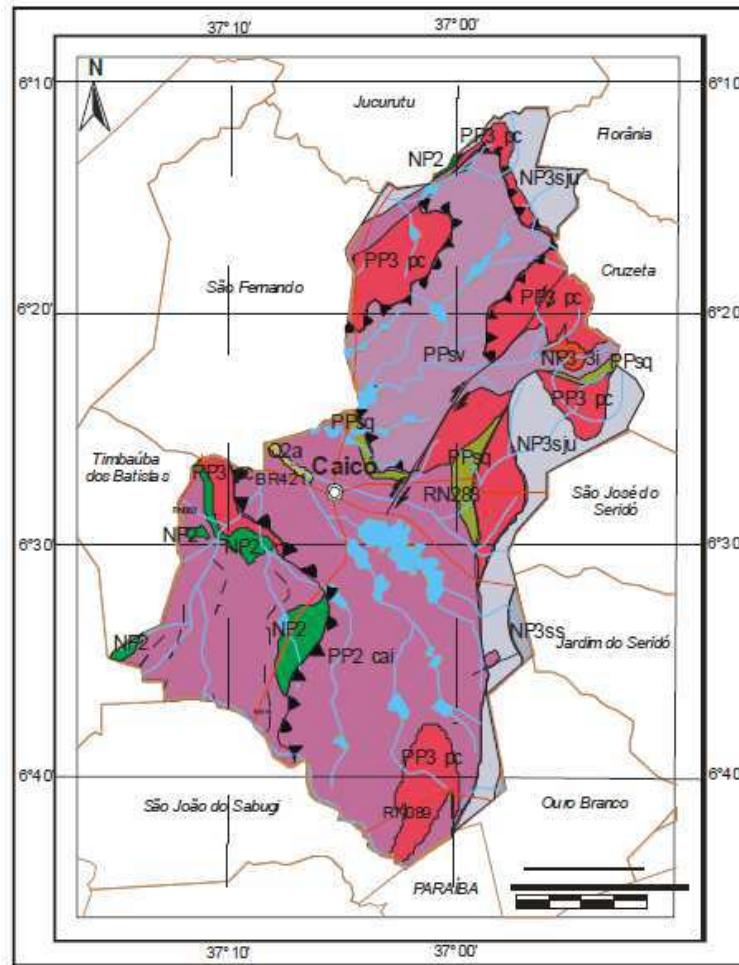 37° 10' 37° 00'
N
6°10' 6°10'
Jucurutu
Florânia
PP3 pc
NP2
NP3sju
PP3 pc
São Fernando
Cruzeta
PP3 pc
6°20' 6°20'
PPsv
NP3 3i
PPsq
PP3 pc
PPsq
Q2a
Timbaúba
dos Batistas
Caicó
PPsq
NP3sju
BR421
RN288
São José do
Seridó
NP2
NP2
6°30' 6°30'
NP2
NP2
PP2 cai
NP3ss
Jardim do Seridó
PP3 pc
6°40' 6°40'
São João do Sabugi
RN089
Ouro Branco
PARAÍBA
37° 10' 37° 00'